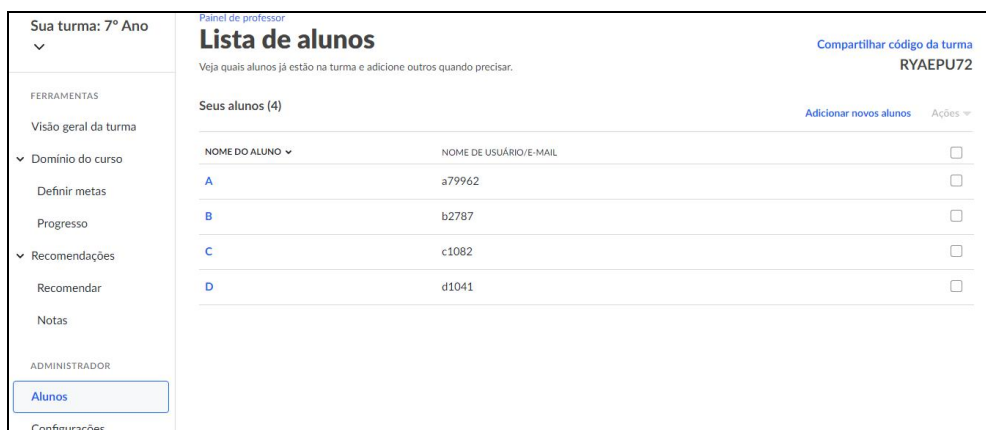 Sua turma: 7º Ano
FERRAMENTAS
Visão geral da turma
Domínio do curso
Definir metas
Progresso
Recomendações
Recomendar
Notas
ADMINISTRADOR
Alunos
Configurações
Painel de professor
Lista de alunos
Veja quais alunos já estão na turma e adicione outros quando precisar.
Compartilhar código da turma
RYAEPU72
Seus alunos (4)
Adicionar novos alunos Ações
NOME DO ALUNO NOME DE USUÁRIO/E-MAIL
A a79962
B b2787
C c1082
D d1041